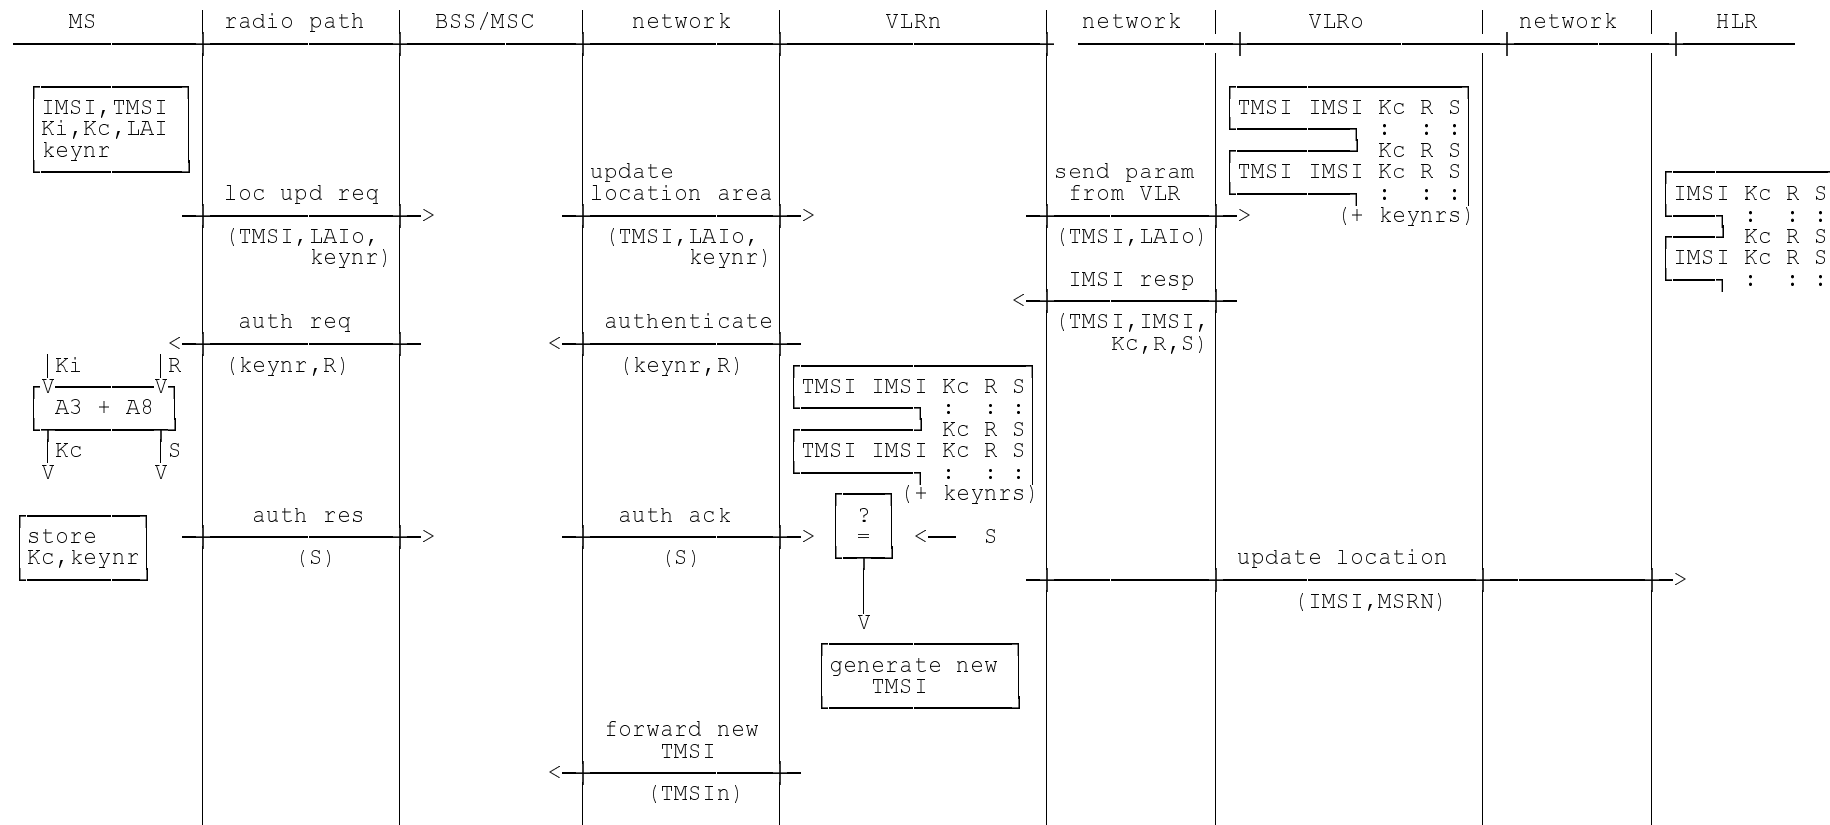 MS radio path BSS/MSC network VLRn network VLRo network HLR
IMSI,TMSI
Ki,Kc,LAI
keynr
TMSI IMSI Kc R S
: : :
Kc R S
TMSI IMSI Kc R S
: : :
(+ keynrs)
loc upd req
(TMSI,LAIo,
keynr)
update
location area
(TMSI,LAIo,
keynr)
send param
from VLR
(TMSI,LAIo)
IMSI Kc R S
: : :
Kc R S
IMSI Kc R S
: : :
IMSI resp
(TMSI,IMSI,
Kc,R,S)
auth req
(keynr,R)
authenticate
(keynr,R)
Ki R
A3 + A8
Kc S
TMSI IMSI Kc R S
: : :
Kc R S
TMSI IMSI Kc R S
: : :
(+ keynrs)
store
Kc,keynr
auth res
(S)
auth ack
(S)
?
=
S
update location
(IMSI,MSRN)
generate new
TMSI
forward new
TMSI
(TMSIn)